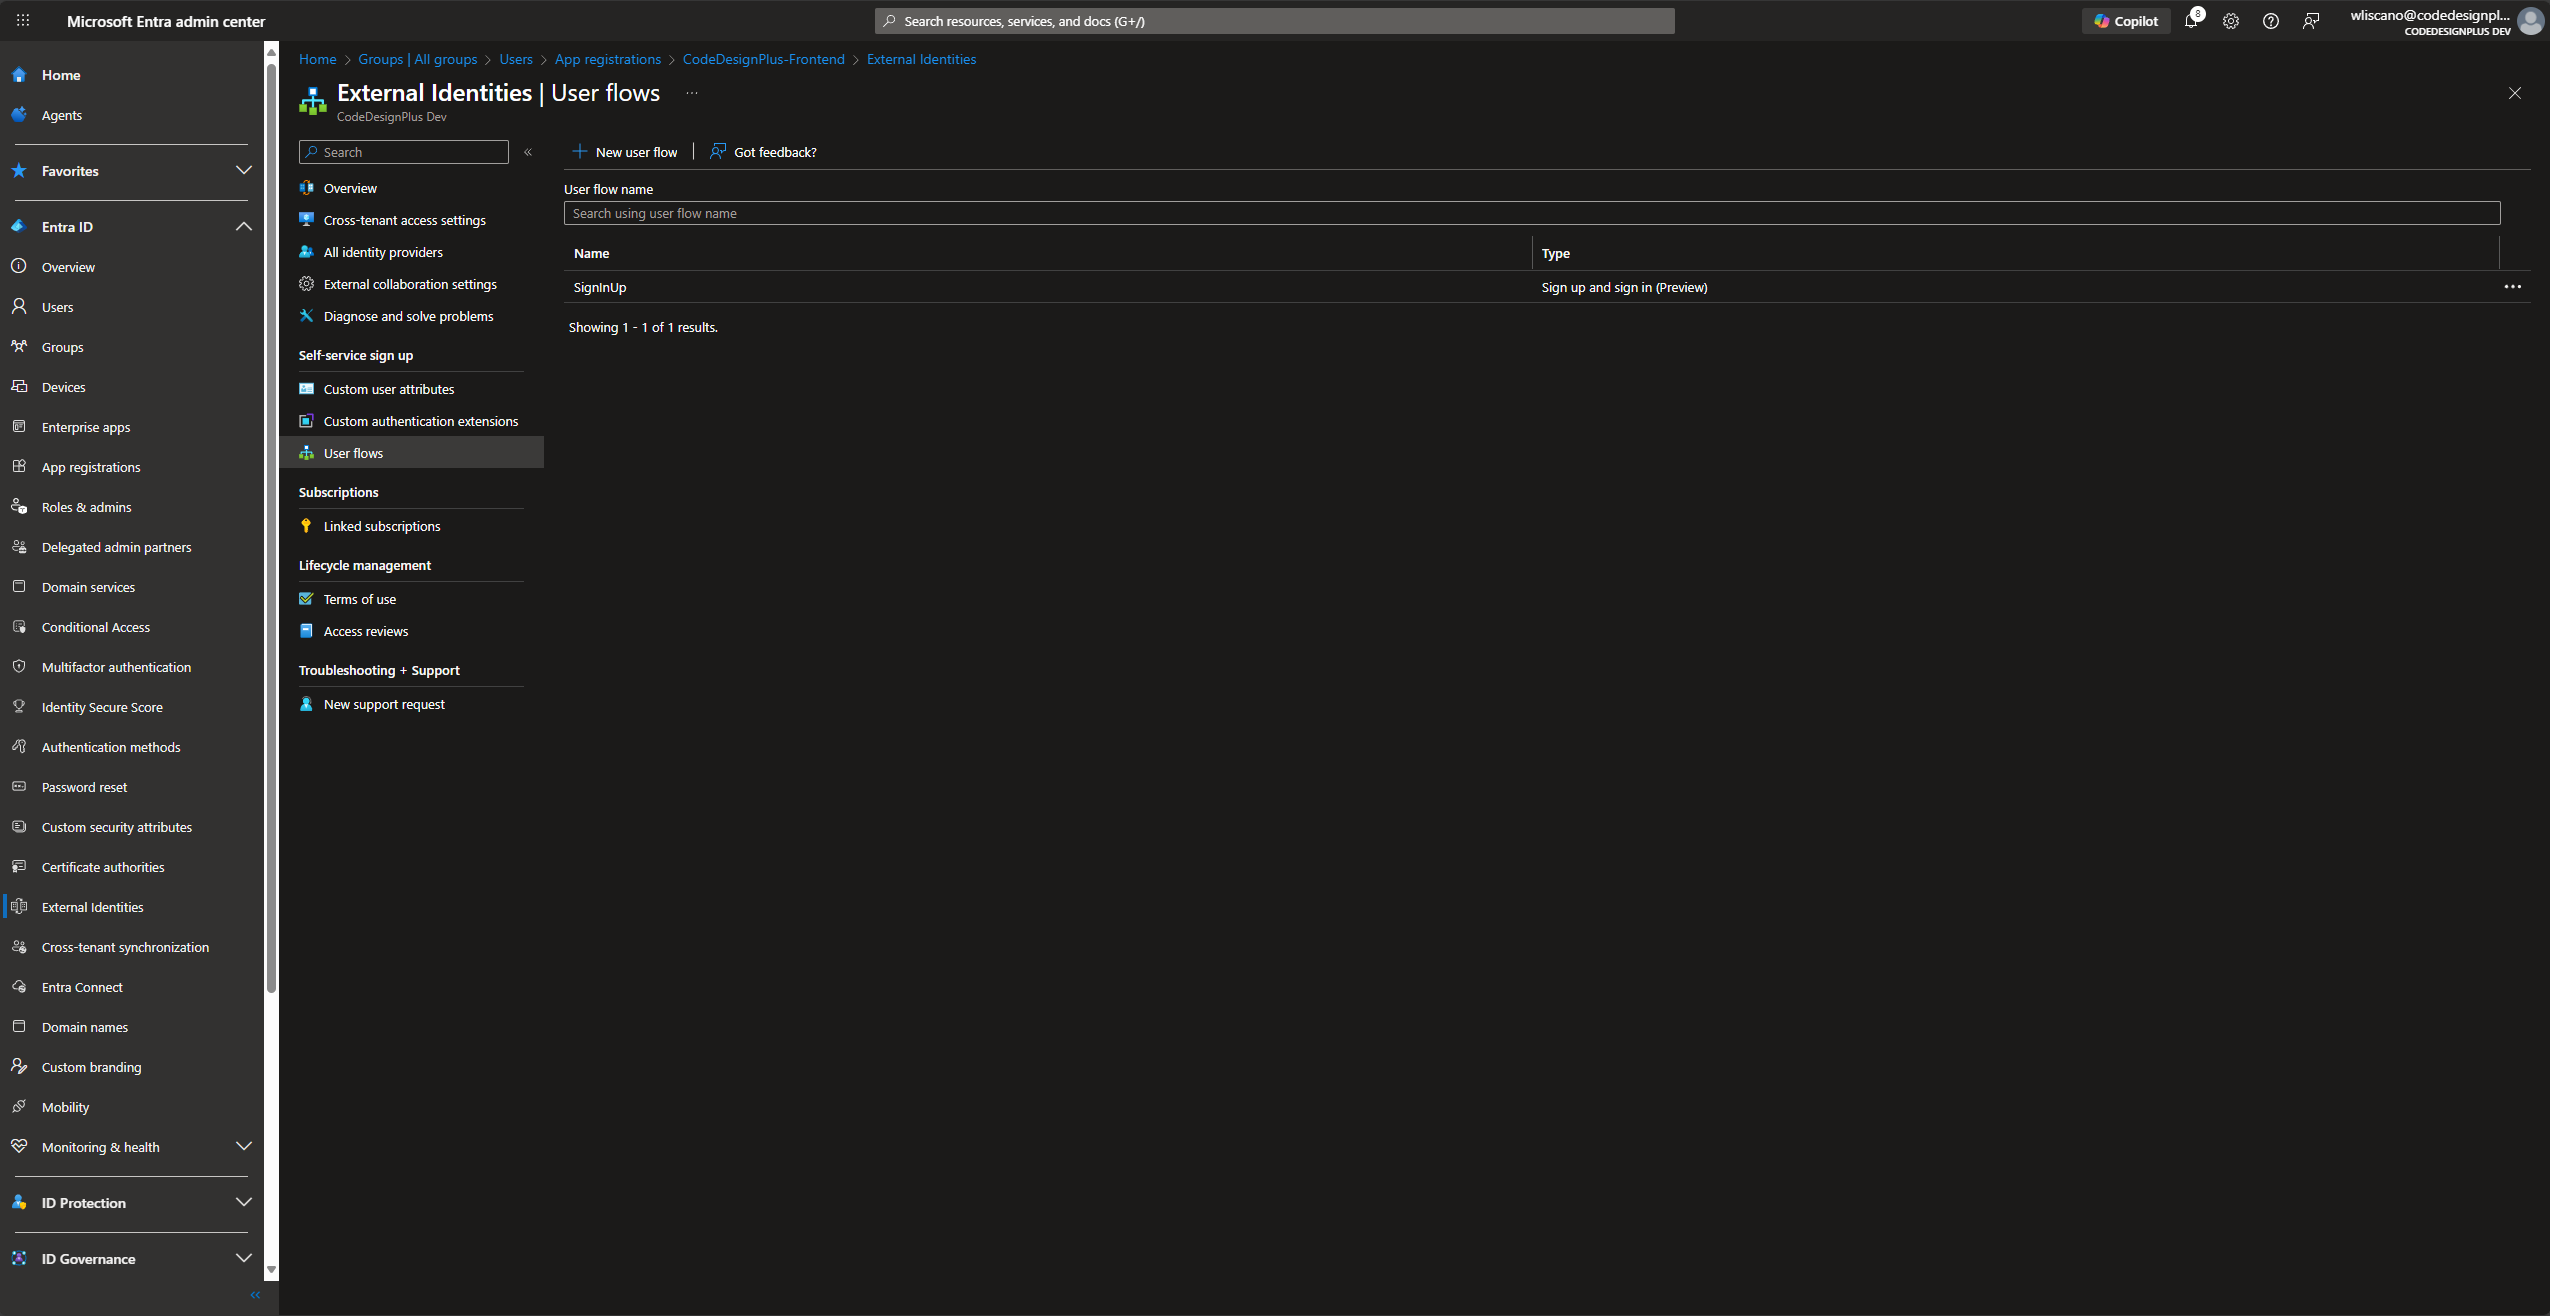 Microsoft Entra admin center
Search resources, services, and docs (G+/)
Copilot
8
wliscano@codedesignpl...
CODEDESIGNPLUS DEV
Home
Agents
Favorites
Entra ID
Overview
Users
Groups
Devices
Enterprise apps
App registrations
Roles & admins
Delegated admin partners
Domain services
Conditional Access
Multifactor authentication
Identity Secure Score
Authentication methods
Password reset
Custom security attributes
Certificate authorities
External Identities
Cross-tenant synchronization
Entra Connect
Domain names
Custom branding
Mobility
Monitoring & health
ID Protection
ID Governance
Home > Groups | All groups > Users > App registrations > CodeDesignPlus-Frontend > External Identities
External Identities | User flows ...
CodeDesignPlus Dev
Search
Overview
Cross-tenant access settings
All identity providers
External collaboration settings
Diagnose and solve problems
Self-service sign up
Custom user attributes
Custom authentication extensions
User flows
Subscriptions
Linked subscriptions
Lifecycle management
Terms of use
Access reviews
Troubleshooting + Support
New support request
New user flow | Got feedback?
User flow name
Search using user flow name
Name Type
SignInUp Sign up and sign in (Preview)
Showing 1 - 1 of 1 results.